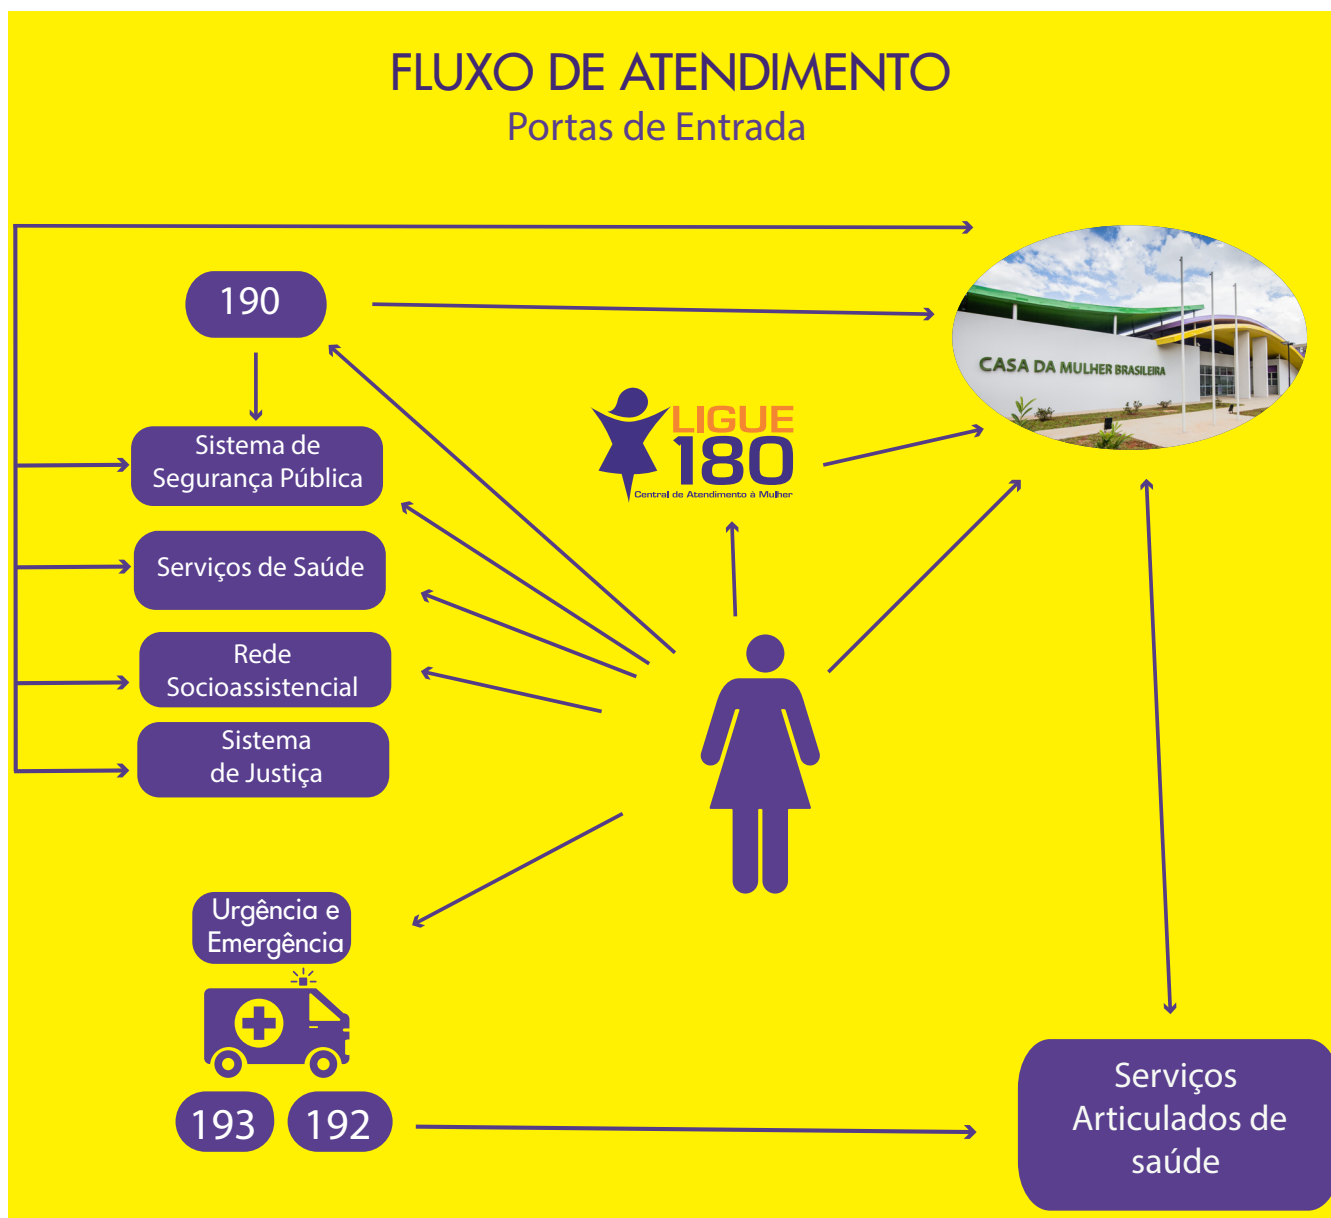 FLUXO DE ATENDIMENTO
Portas de Entrada
190
CASA DA MULHER BRASILEIRA
LIGUE
180
Central de Atendimento à Mulher
Sistema de
Segurança Pública
Serviços de Saúde
Rede
Socioassistencial
Sistema
de Justiça
Urgência e
Emergência
193
192
Serviços
Articulados de
saúde